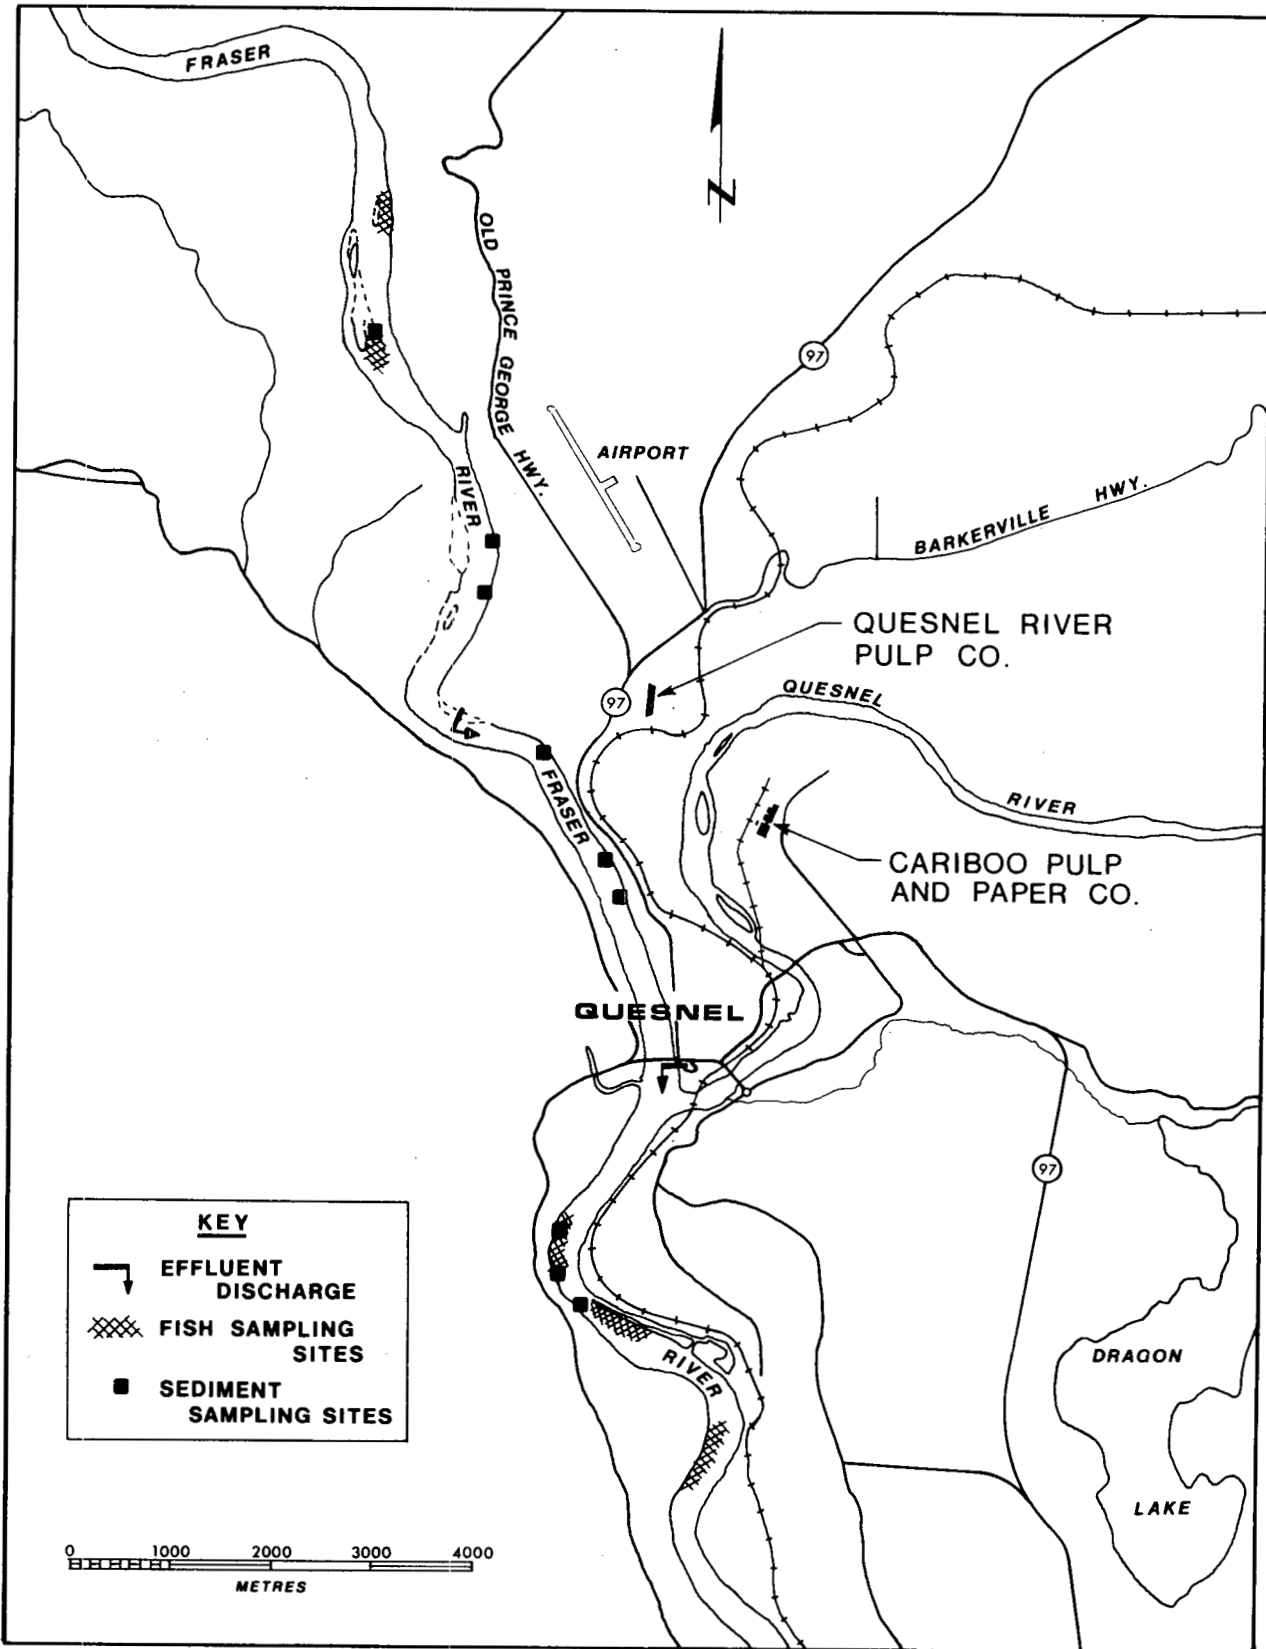 FRASER
N
OLD PRINCE GEORGE HWY.
97
AIRPORT
RIVER
BARKERVILLE HWY.
QUESNEL RIVER
PULP CO.
QUESNEL
97
FRASER
RIVER
CARIBOO PULP
AND PAPER CO.
QUESNEL
97
KEY
EFFLUENT
DISCHARGE
FISH SAMPLING
SITES
SEDIMENT
SAMPLING SITES
RIVER
DRAGON
LAKE
0 1000 2000 3000 4000
METRES